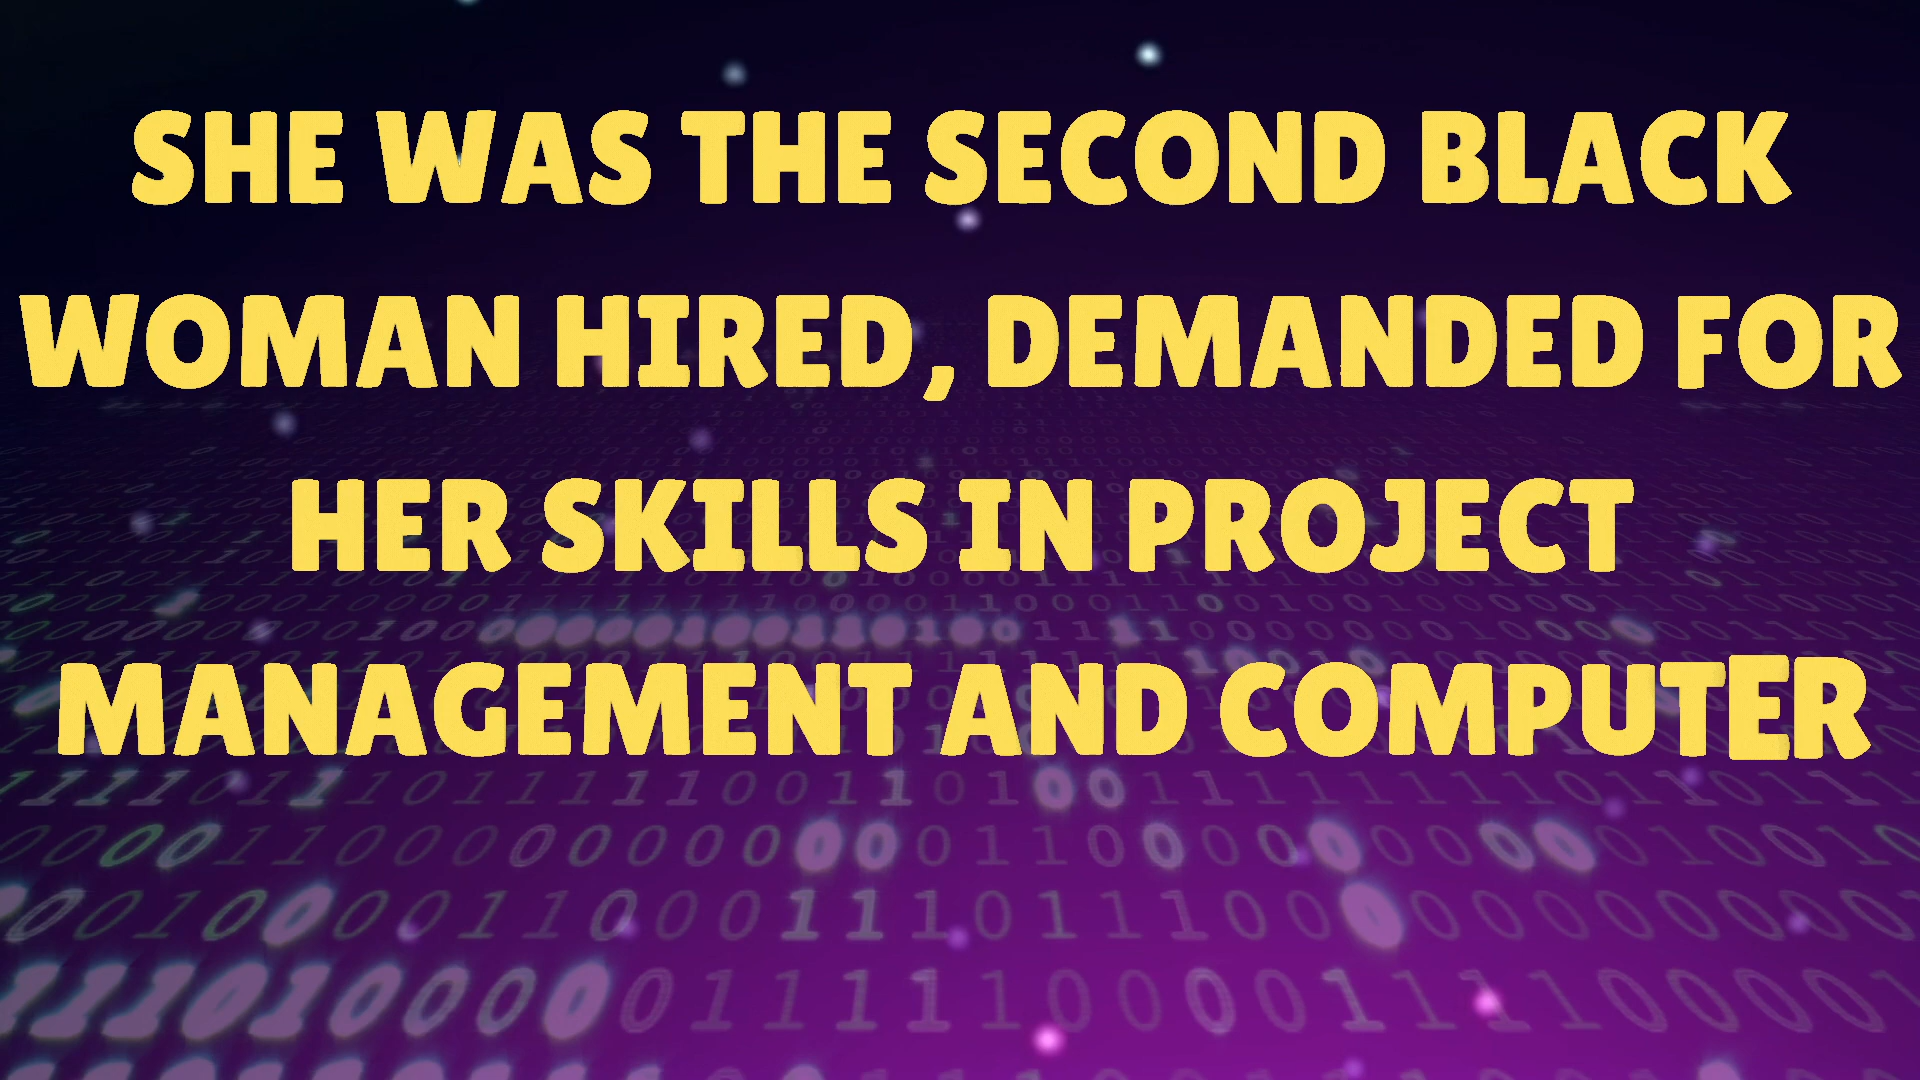 SHE WAS THE SECOND BLACK
WOMAN HIRED, DEMANDED FOR
HER SKILLS IN PROJECT
MANAGEMENT AND COMPUTER